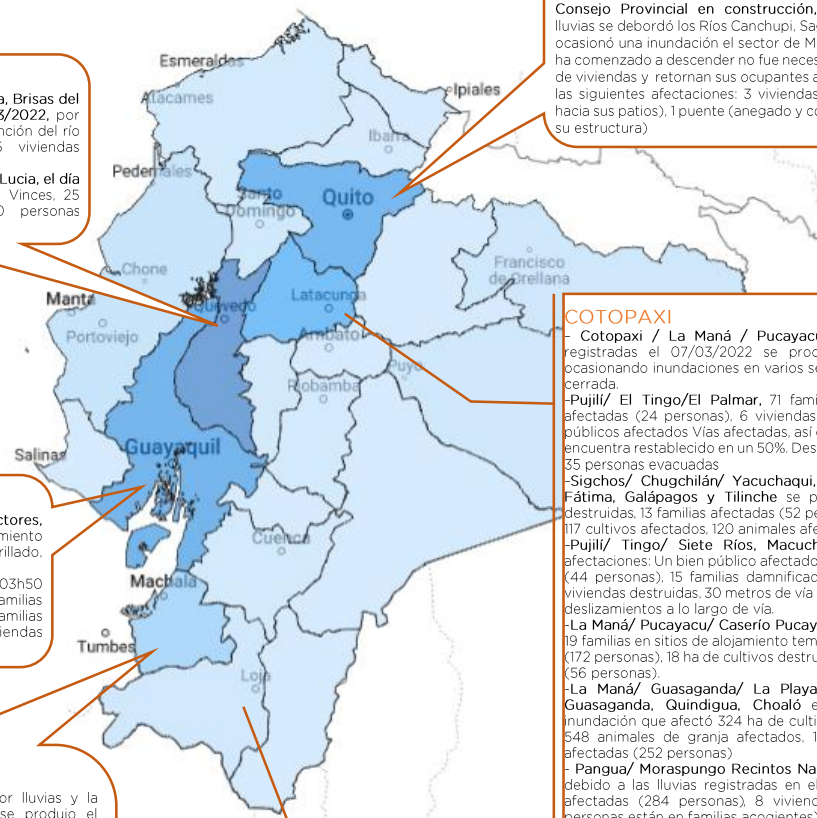 Consejo Provincial en construcción,
lluvias se debordó los Ríos Canchupi, Sa
ocasionó una inundación el sector de M
ha comenzado a descender no fue neces
de viviendas y retornan sus ocupantes a
las siguientes afectaciones: 3 viviendas
hacia sus patios), 1 puente (anegado y co
su estructura)
a, Brisas del
3/2022, por
nción del río
viviendas
Lucia, el día
Vinces, 25
0 personas
Esmeraldas
Atacames
Ipiales
Ibarra
Pedernales
Santo
Domingo
Quito
Francisco
de Orellana
Chone
Manta
Quevedo
Latacunga
Portoviejo
Ambato
Puyo
Riobamba
Salinas
Guayaquil
Cuenca
Machala
Tumbes
Loja
ctores,
miento
rillado.
03h50
amilias
amilias
iendas
or lluvias y la
se produjo el
COTOPAXI
- Cotopaxi / La Maná / Pucayacu
registradas el 07/03/2022 se proc
ocasionando inundaciones en varios se
cerrada.
-Pujilí/ El Tingo/El Palmar, 71 fami
afectadas (24 personas), 6 viviendas
públicos afectados Vías afectadas, así
encuentra restablecido en un 50%. Des
35 personas evacuadas
-Sigchos/ Chugchilán/ Yacuchaqui,
Fátima, Galápagos y Tilinche se p
destruidas, 13 familias afectadas (52 pe
117 cultivos afectados, 120 animales afe
-Pujilí/ Tingo/ Siete Ríos, Macuch
afectaciones: Un bien público afectado
(44 personas), 15 familias damnificad
viviendas destruidas, 30 metros de vía
deslizamientos a lo largo de vía.
-La Maná/ Pucayacu/ Caserío Pucay
19 familias en sitios de alojamiento tem
(172 personas), 18 ha de cultivos destru
(56 personas).
-La Maná/ Guasaganda/ La Playa
Guasaganda, Quindigua, Choaló e
inundación que afectó 324 ha de culti
548 animales de granja afectados, 1
afectadas (252 personas)
- Pangua/ Moraspungo Recintos Na
debido a las lluvias registradas en el
afectadas (284 personas), 8 viviend
personas están en familias acogientes)